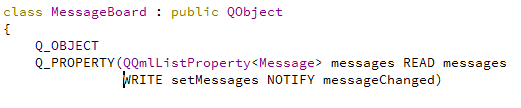 class MessageBoard : public QObject
{
Q_OBJECT
Q_PROPERTY(QQmlListProperty<Message> messages READ messages
WRITE setMessages NOTIFY messageChanged)